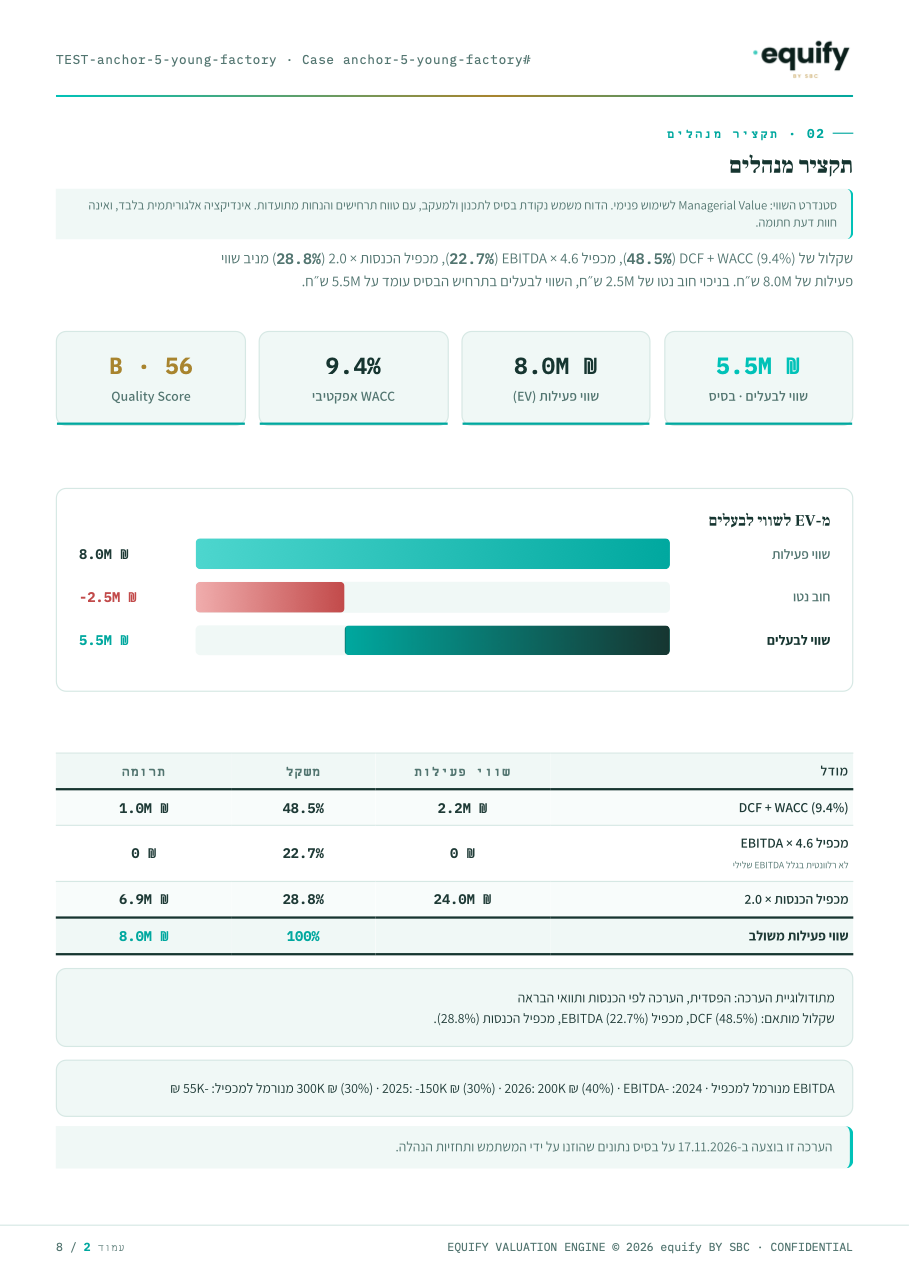 TEST-anchor-5-young-factory · Case anchor-5-young-factory#
equify
BY SBC
02 · תקציר מנהלים
תקציר מנהלים
סטנדרט השווי: Managerial Value לשימוש פנימי. הדוח משמש נקודת בסיס לתכנון ולמעקב, עם טווח תרחישים והנחות מתועדות. אינדיקציה אלגוריתמית בלבד, ואינה
חוות דעת חתומה.
שקלול של DCF + WACC (9.4%) (48.5%), מכפיל EBITDA × 4.6 (22.7%), מכפיל הכנסות × 2.0 (28.8%) מניב שווי
פעילות של 8.0M ש״ח. בניכוי חוב נטו של 2.5M ש״ח, השווי לבעלים בתרחיש הבסיס עומד על 5.5M ש״ח.
5.5M ₪
שווי לבעלים · בסיס
8.0M ₪
שווי פעילות (EV)
9.4%
WACC אפקטיבי
B · 56
Quality Score
מ-EV לשווי לבעלים
שווי פעילות 8.0M ₪
חוב נטו -2.5M ₪
שווי לבעלים 5.5M ₪
מודל שווי פעילות משקל תרומה
DCF + WACC (9.4%) 2.2M ₪ 48.5% 1.0M ₪
מכפיל EBITDA × 4.6 0 ₪ 22.7% 0 ₪
לא רלוונטית בגלל EBITDA שלילי
מכפיל הכנסות × 2.0 24.0M ₪ 28.8% 6.9M ₪
שווי פעילות משולב 100% 8.0M ₪
מתודולוגיית הערכה: הפסדית, הערכה לפי הכנסות ותוואי הבראה
שקלול מותאם: DCF (48.5%), מכפיל EBITDA (22.7%), מכפיל הכנסות (28.8%).
EBITDA מנורמל למכפיל · 2024: -300K ₪ (30%) · 2025: -150K ₪ (30%) · 2026: 200K ₪ (40%) · EBITDA מנורמל למכפיל: -55K ₪
הערכה זו בוצעה ב-17.11.2026 על בסיס נתונים שהוזנו על ידי המשתמש ותחזיות הנהלה.
EQUIFY VALUATION ENGINE © 2026 equify BY SBC · CONFIDENTIAL
עמוד 2 / 8